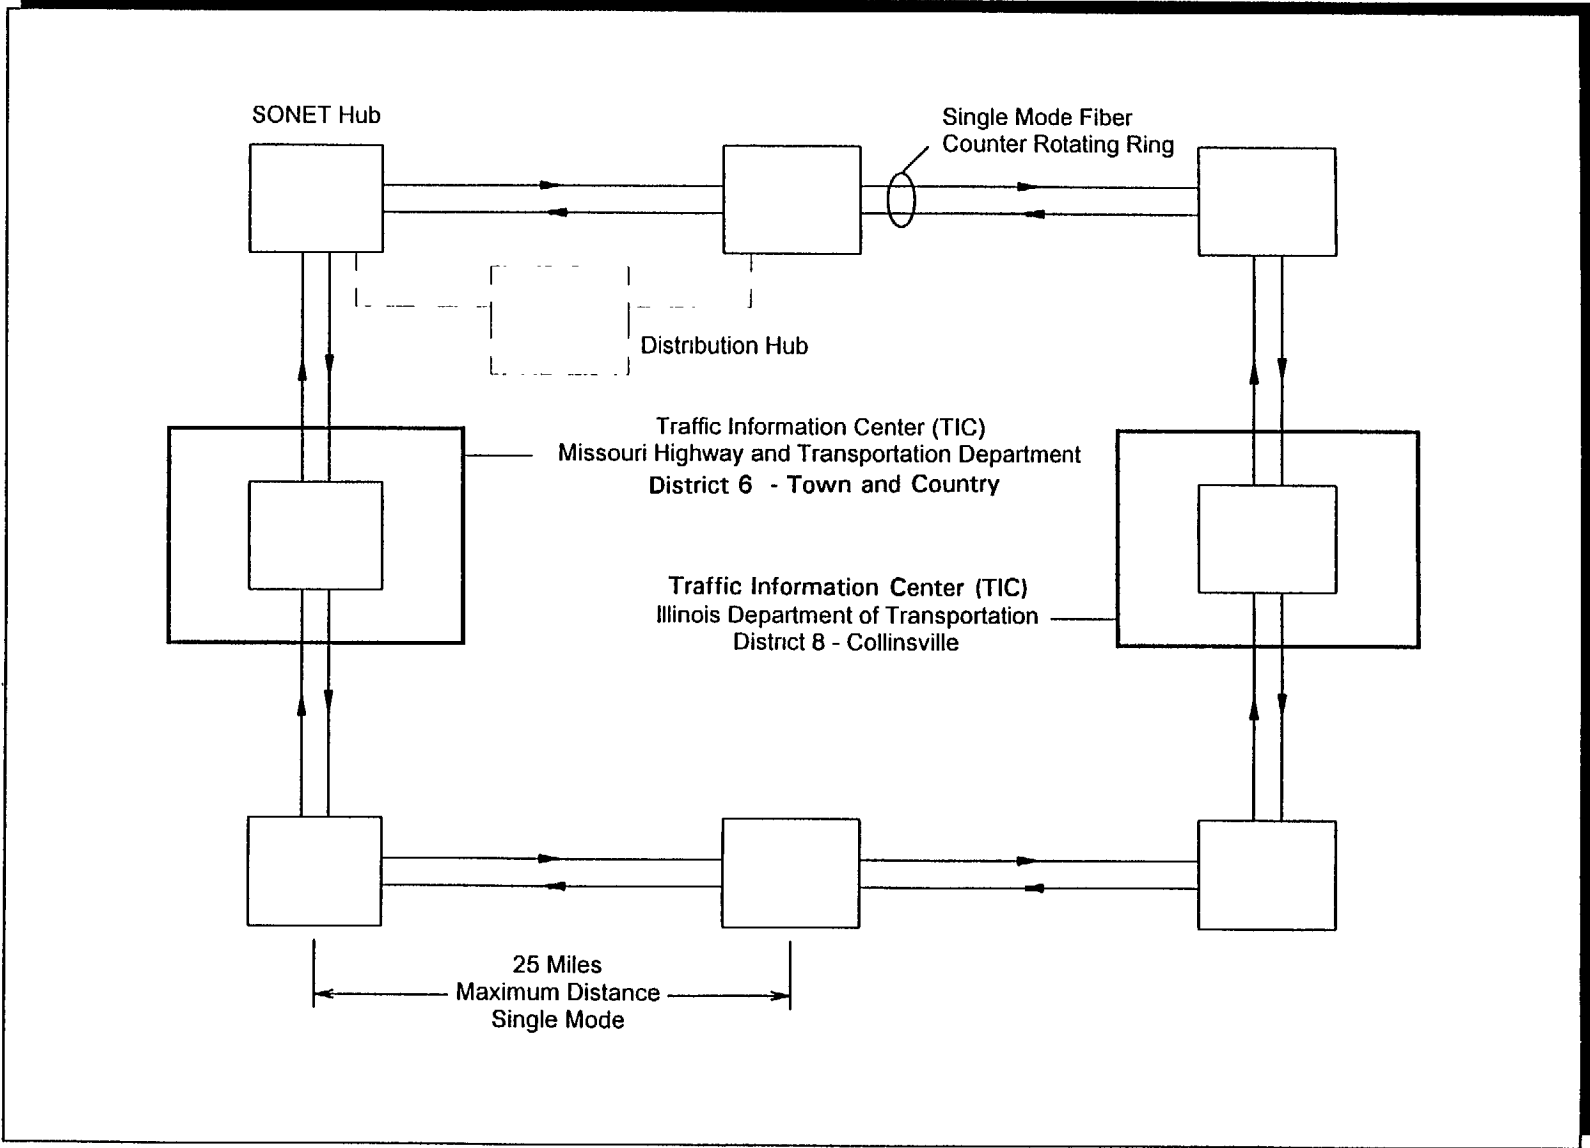 SONET Hub
Single Mode Fiber
Counter Rotating Ring
Distribution Hub
Traffic Information Center (TIC)
Missouri Highway and Transportation Department
District 6 - Town and Country
Traffic Information Center (TIC)
Illinois Department of Transportation
District 8 - Collinsville
25 Miles
Maximum Distance
Single Mode